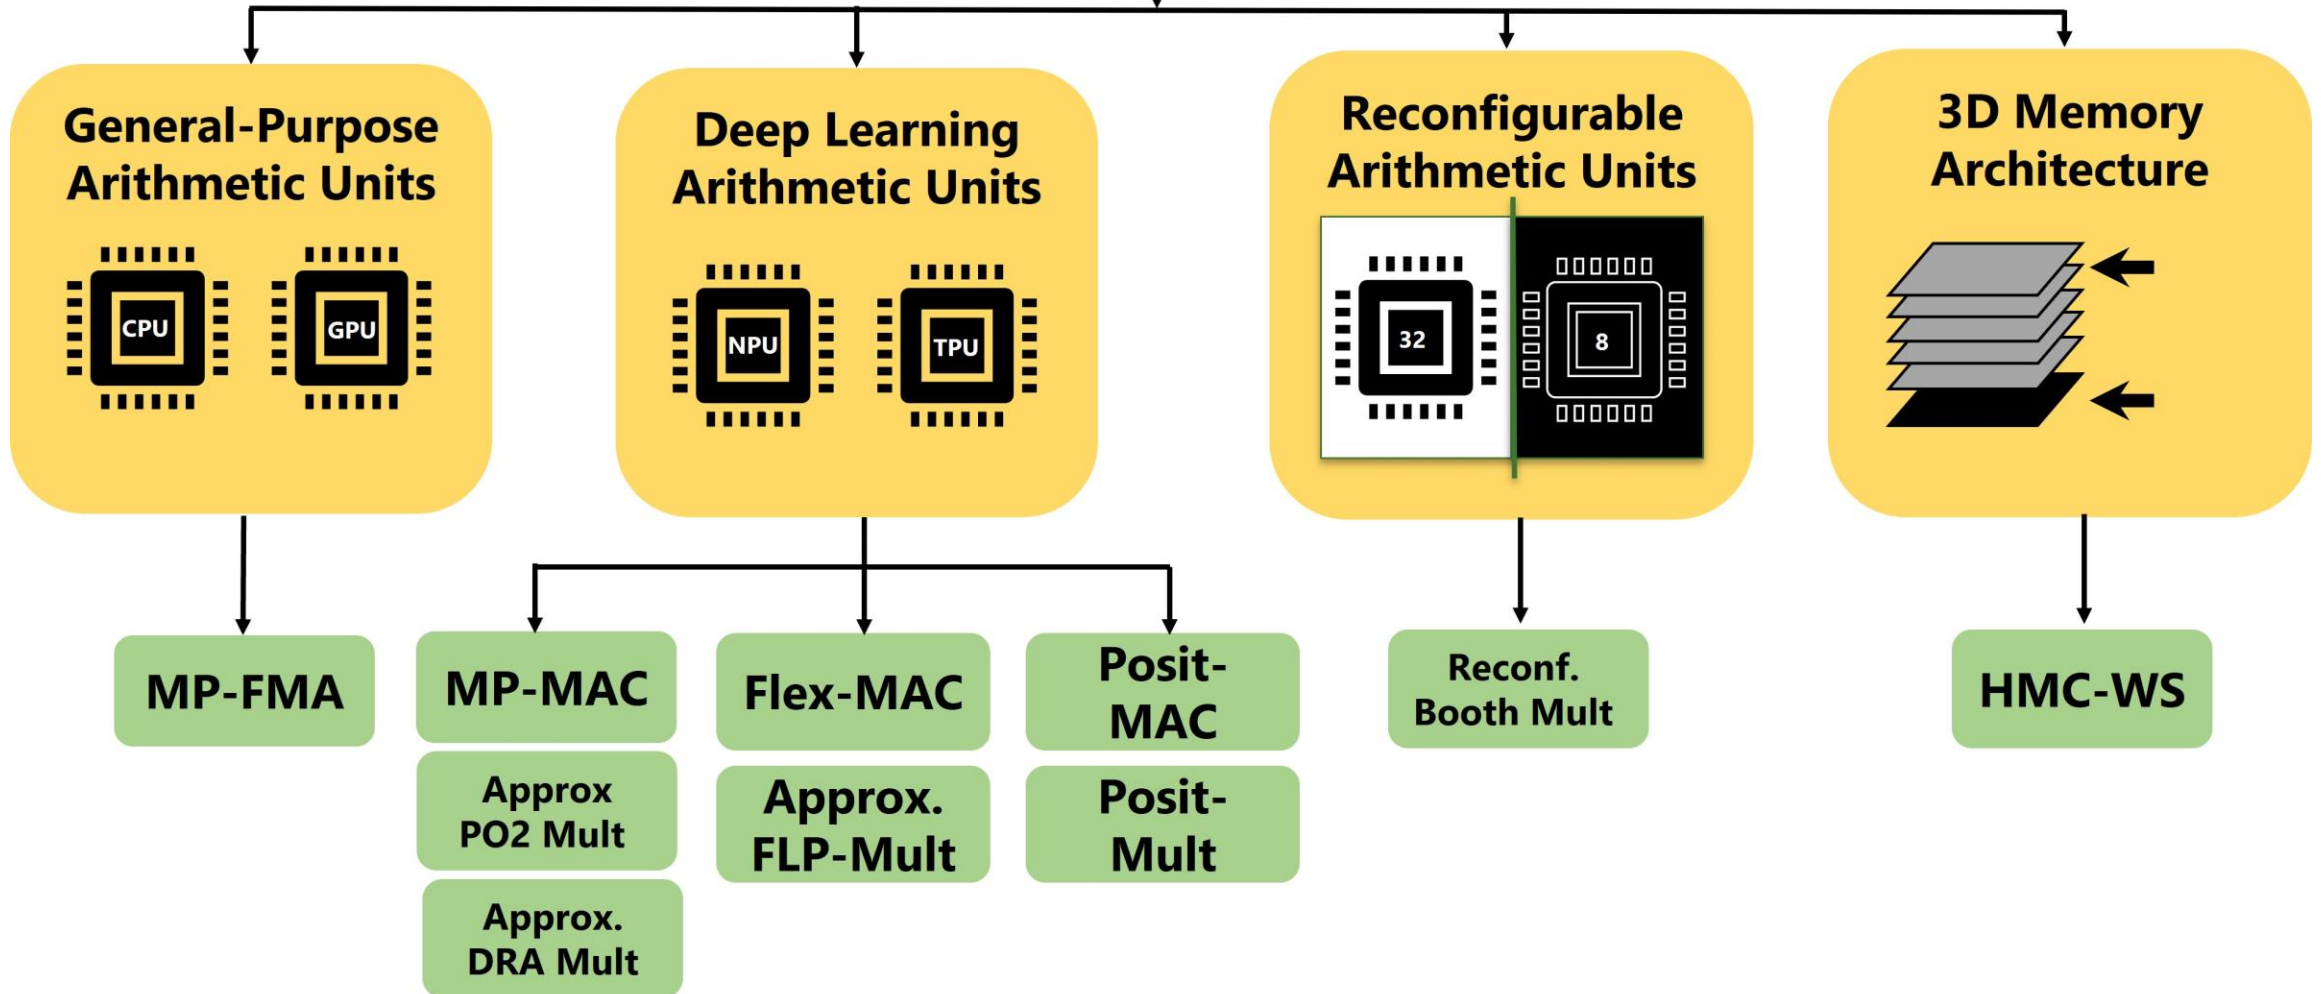 General-Purpose
Arithmetic Units
CPU
GPU
Deep Learning
Arithmetic Units
NPU
TPU
Reconfigurable
Arithmetic Units
32
8
3D Memory
Architecture
MP-FMA
MP-MAC
Approx
PO2 Mult
Approx.
DRA Mult
Flex-MAC
Approx.
FLP-Mult
Posit-
MAC
Posit-
Mult
Reconf.
Booth Mult
HMC-WS